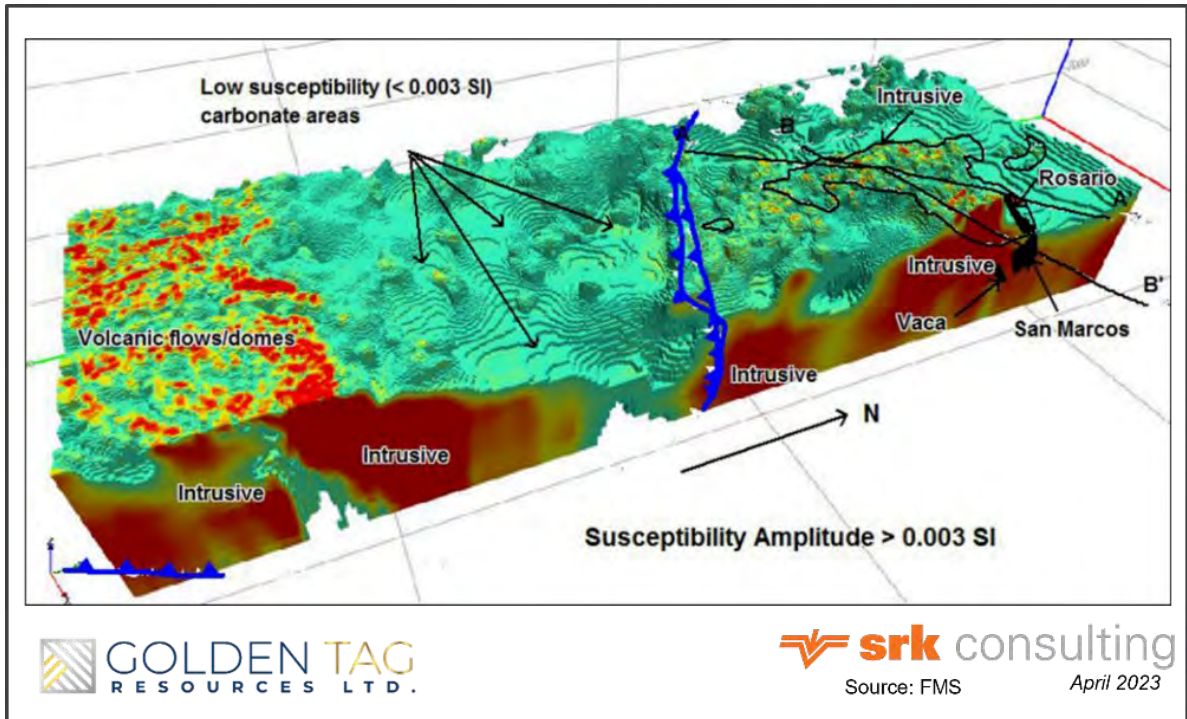 Low susceptibility (< 0.003 SI)
carbonate areas
Intrusive
A
B
Rosario
A'
Intrusive
B'
Vaca
San Marcos
Volcanic flows/domes
Intrusive
N
Intrusive
Intrusive
Susceptibility Amplitude > 0.003 SI
GOLDEN TAG
RESOURCES LTD.
srk consulting
Source: FMS
April 2023